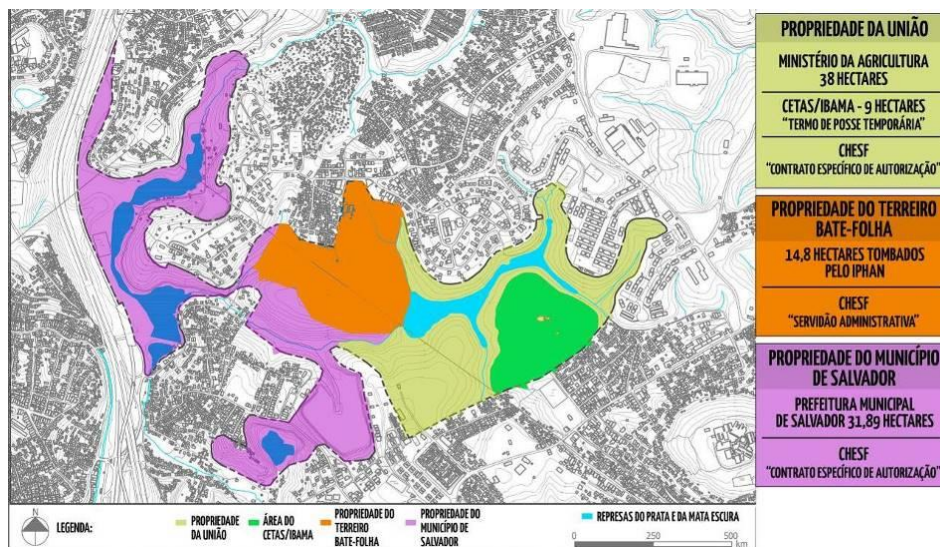 PROPRIEDADE DA UNIÃO
MINISTÉRIO DA AGRICULTURA
38 HECTARES
CETAS/IBAMA - 9 HECTARES
"TERMO DE POSSE TEMPORÁRIA"
CHESF
"CONTRATO ESPECÍFICO DE AUTORIZAÇÃO"
PROPRIEDADE DO TERREIRO
BATE-FOLHA
14,8 HECTARES TOMBADOS
PELO IPHAN
CHESF
"SERVIDÃO ADMINISTRATIVA"
PROPRIEDADE DO MUNICÍPIO
DE SALVADOR
PREFEITURA MUNICIPAL
DE SALVADOR 31,89 HECTARES
CHESF
"CONTRATO ESPECÍFICO DE AUTORIZAÇÃO"
N
LEGENDA:
PROPRIEDADE
DA UNIÃO
ÁREA DO
CETAS/IBAMA
PROPRIEDADE
DO TERREIRO
BATE-FOLHA
PROPRIEDADE DO
MUNICÍPIO DE
SALVADOR
REPRESAS DO PRATA E DA MATA ESCURA
0 250 500
km